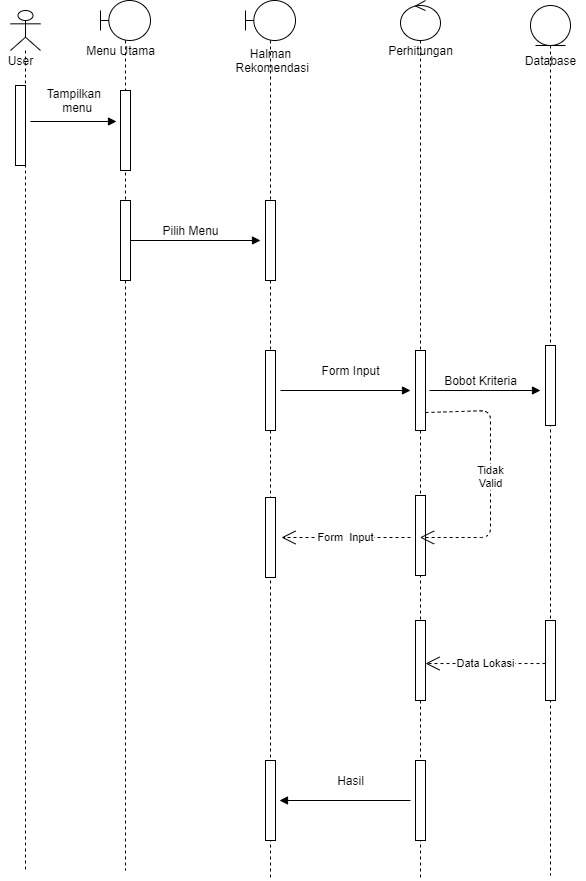 User
Menu Utama
Halman
Rekomendasi
Perhitungan
Database
Tampilkan
menu
Pilih Menu
Form Input
Bobot Kriteria
Tidak
Valid
Form Input
Data Lokasi
Hasil